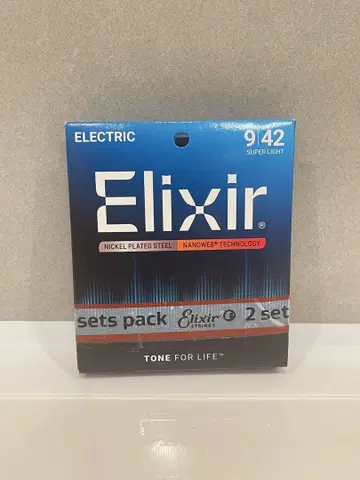 ELECTRIC
9|42
SUPER LIGHT
Elixir®
NICKEL PLATED STEEL NANOWEB® TECHNOLOGY
sets pack Elixir STRINGS 2 set
TONE FOR LIFE™